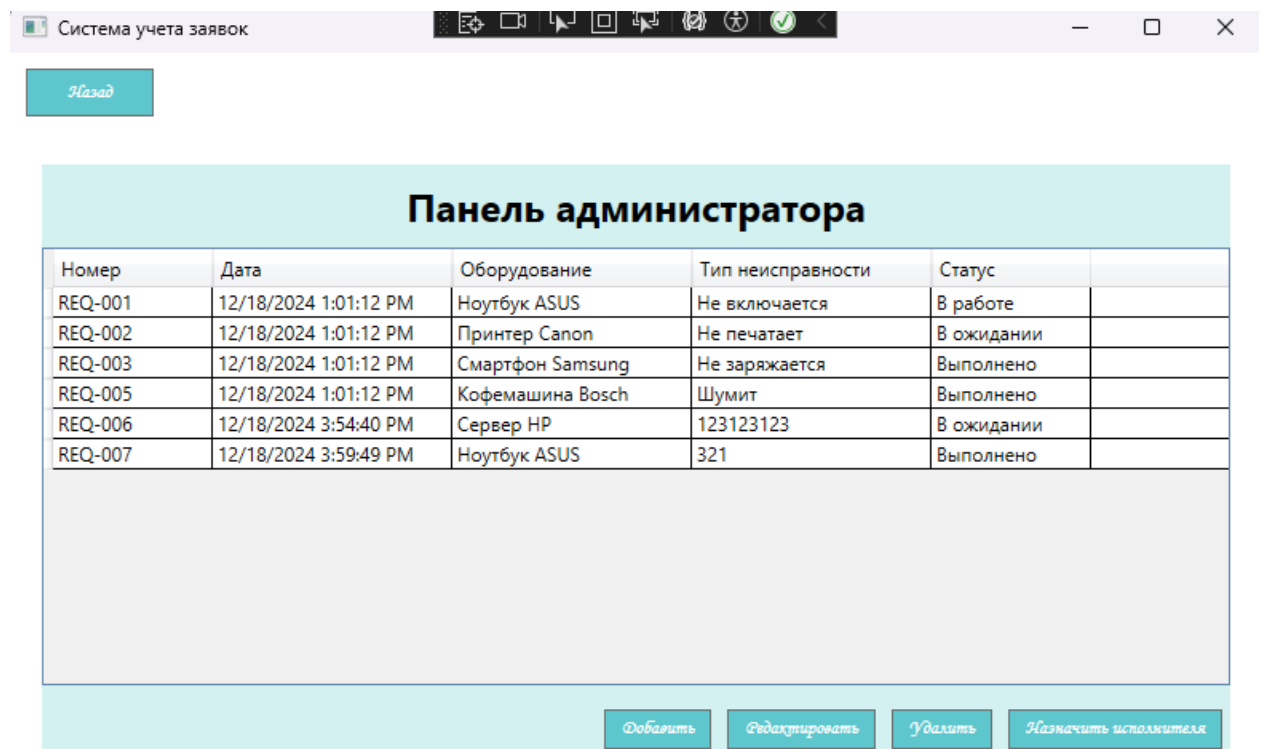 Система учета заявок
Назад
Панель администратора
Номер Дата Оборудование Тип неисправности Статус
REQ-001 12/18/2024 1:01:12 PM Ноутбук ASUS Не включается В работе
REQ-002 12/18/2024 1:01:12 PM Принтер Canon Не печатает В ожидании
REQ-003 12/18/2024 1:01:12 PM Смартфон Samsung Не заряжается Выполнено
REQ-005 12/18/2024 1:01:12 PM Кофемашина Bosch Шумит Выполнено
REQ-006 12/18/2024 3:54:40 PM Сервер HP 123123123 В ожидании
REQ-007 12/18/2024 3:59:49 PM Ноутбук ASUS 321 Выполнено
Добавить Редактировать Удалить Назначить исполнителя